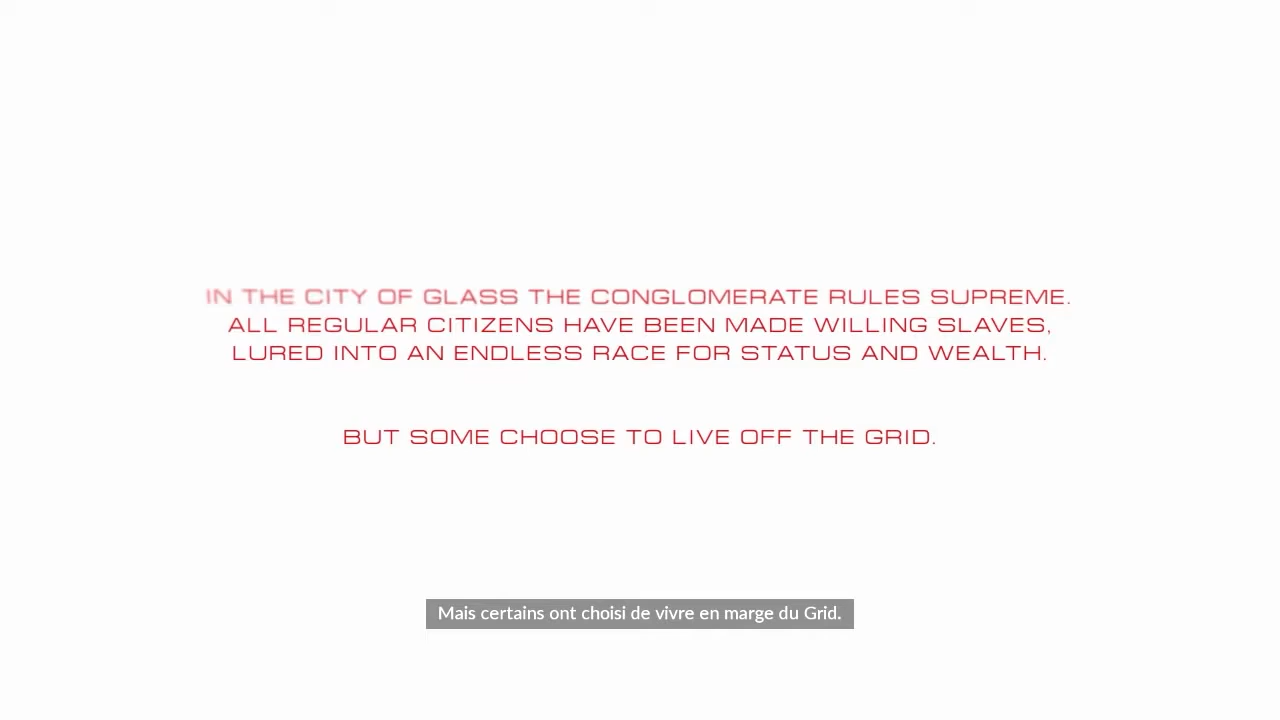 IN THE CITY OF GLASS THE CONGLOMERATE RULES SUPREME.
ALL REGULAR CITIZENS HAVE BEEN MADE WILLING SLAVES,
LURED INTO AN ENDLESS RACE FOR STATUS AND WEALTH.
BUT SOME CHOOSE TO LIVE OFF THE GRID.
Mais certains ont choisi de vivre en marge du Grid.